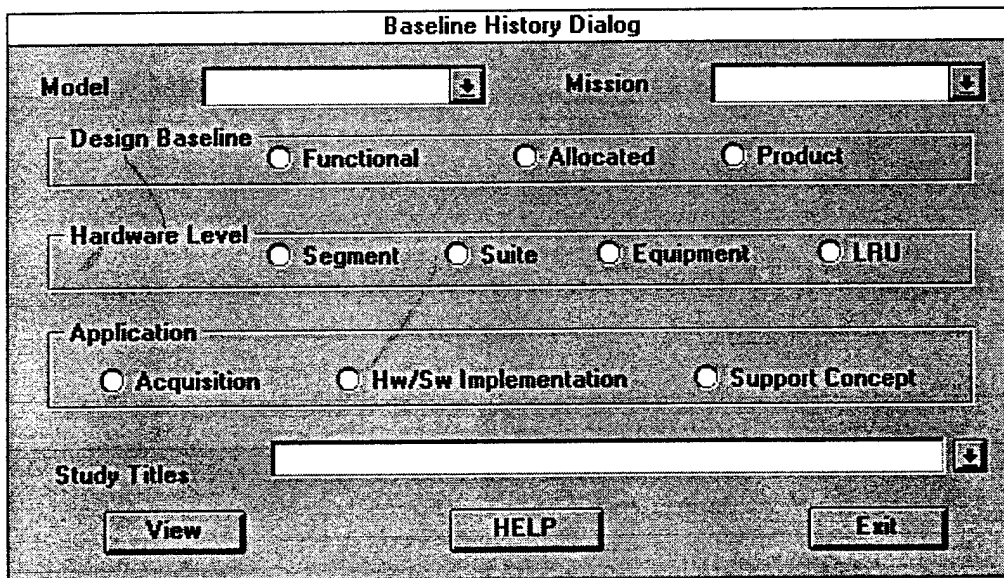 Baseline History Dialog
Model Mission
Design Baseline
Functional Allocated Product
Hardware Level
Segment Suite Equipment LRU
Application
Acquisition Hw/Sw Implementation Support Concept
Study Titles
View HELP Exit